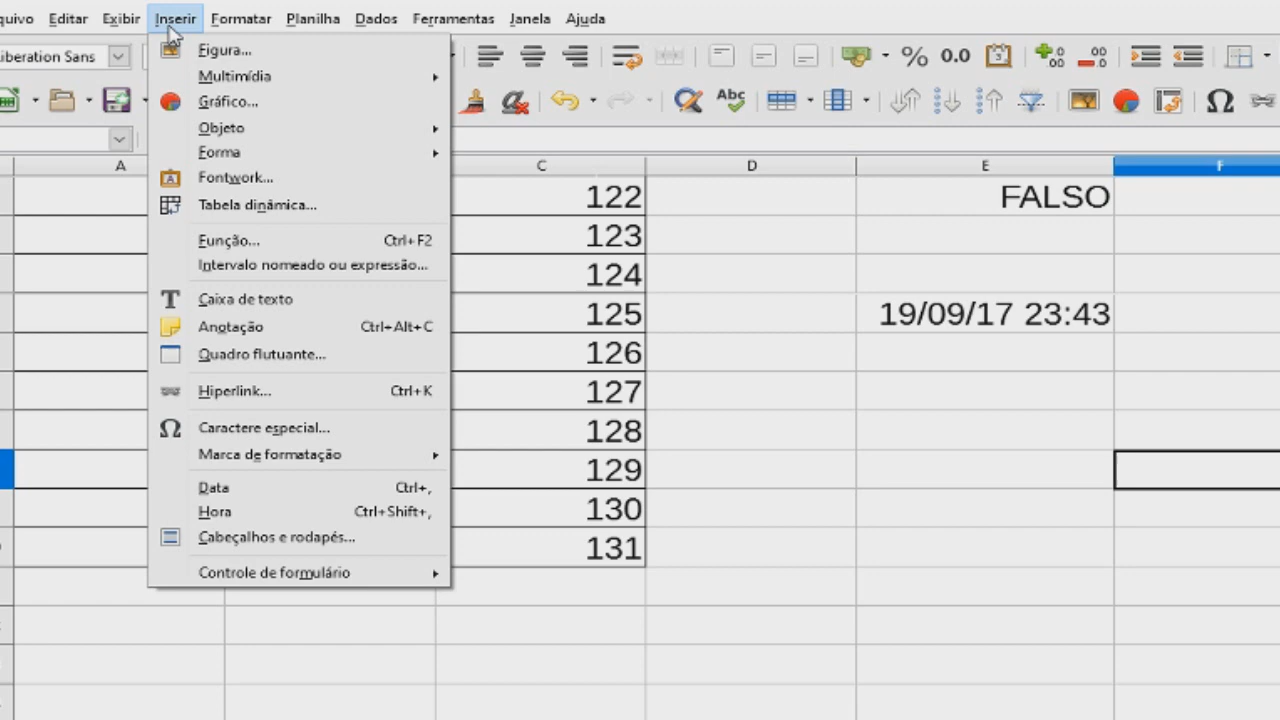 quivo Editar Exibir Inserir Formatar Planilha Dados Ferramentas Janela Ajuda
iberation Sans % 0.0
Abc Ω
A C D E F
Figura...
Multimídia
Gráfico...
Objeto
Forma
Fontwork...
Tabela dinâmica...
Função... Ctrl+F2
Intervalo nomeado ou expressão...
Caixa de texto
Anotação Ctrl+Alt+C
Quadro flutuante...
Hiperlink... Ctrl+K
Caractere especial...
Marca de formatação
Data Ctrl+,
Hora Ctrl+Shift+,
Cabeçalhos e rodapés...
Controle de formulário
122 FALSO
123
124
125 19/09/17 23:43
126
127
128
129
130
131